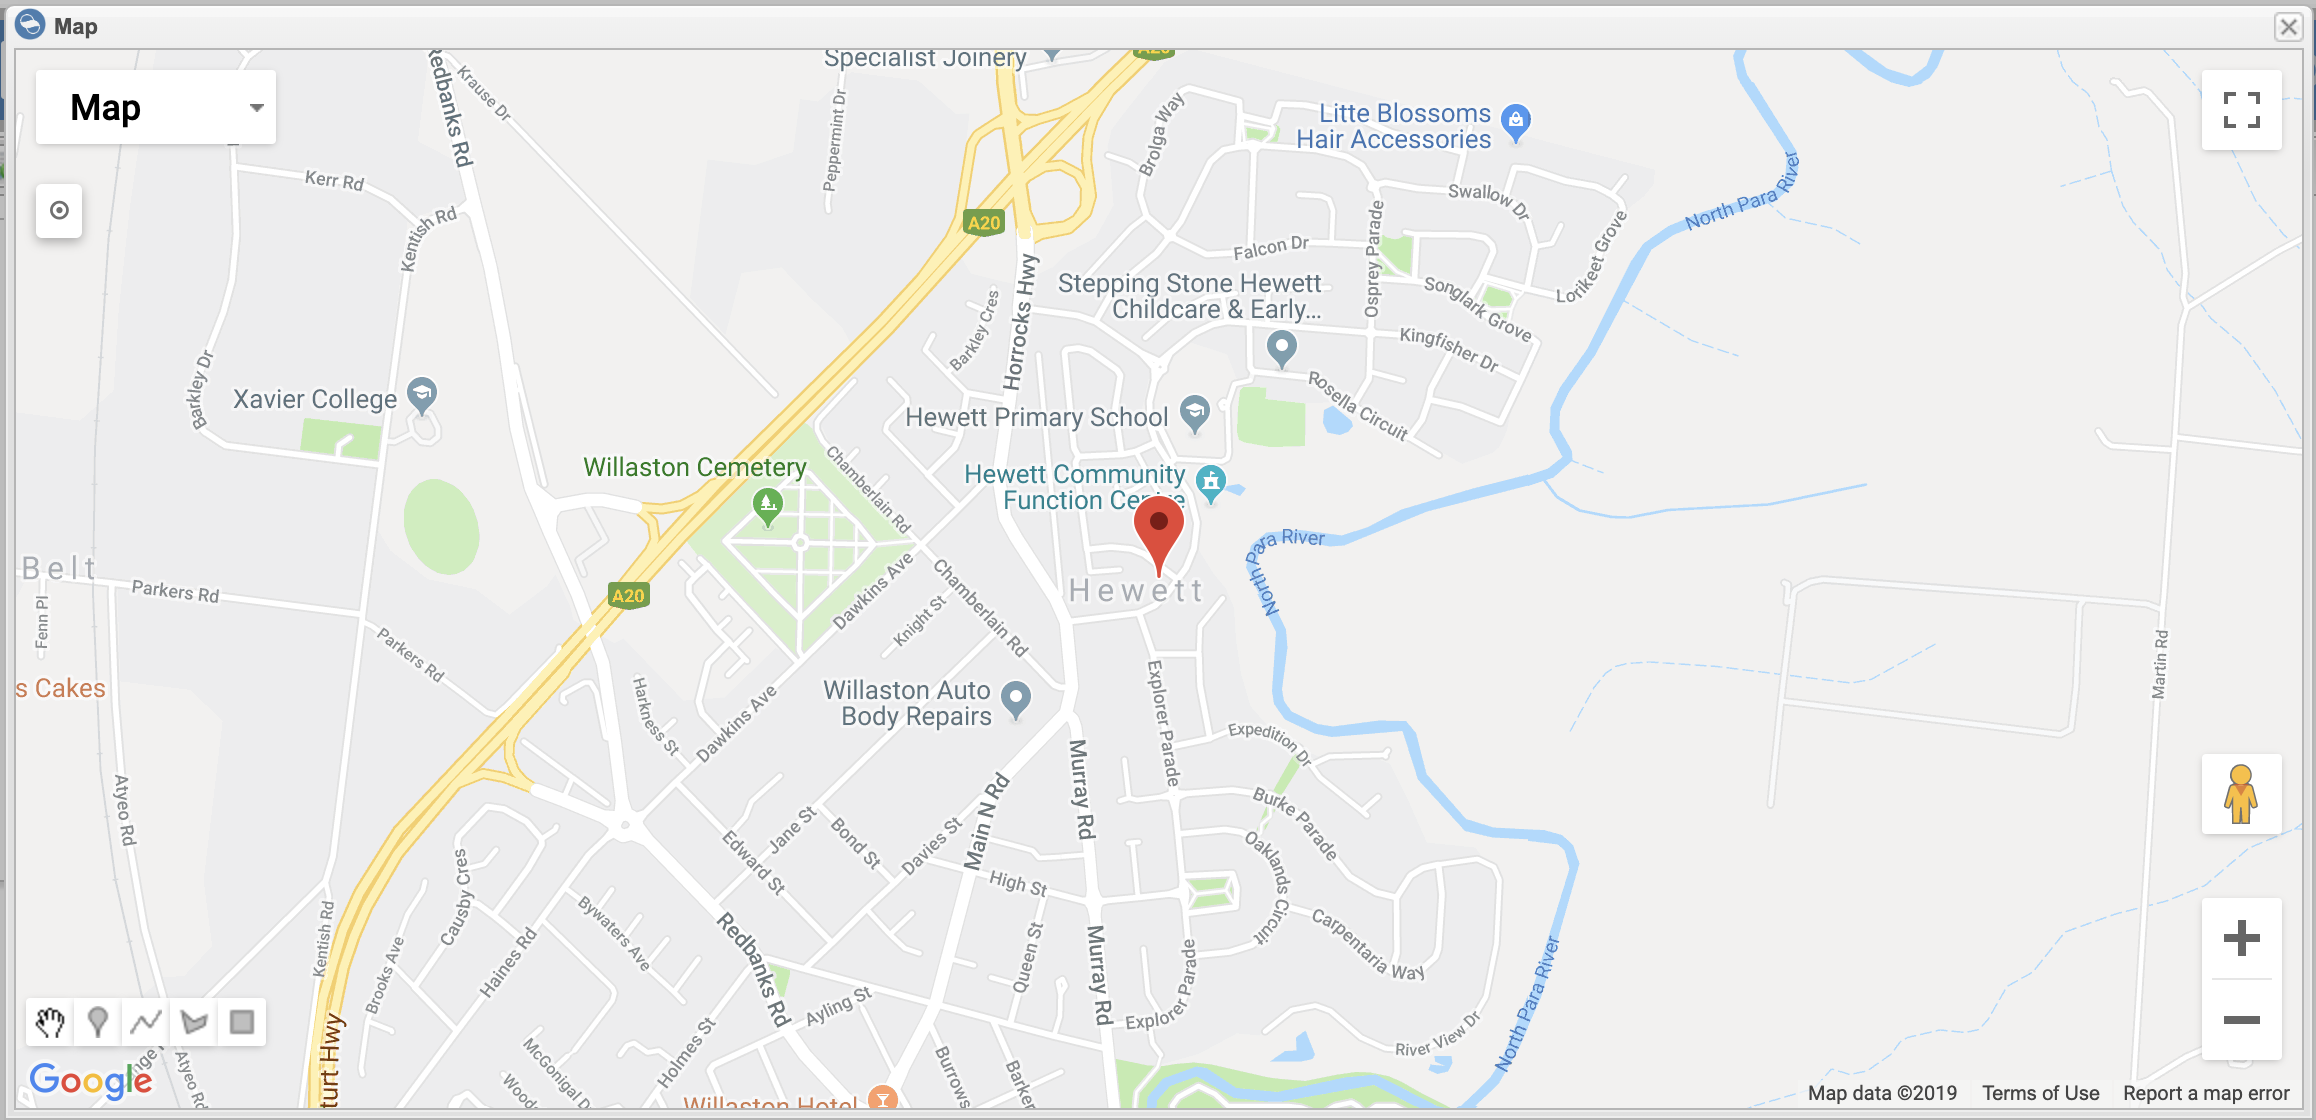 Map
Specialist Joinery
A20
Map
Redbanks Rd
Krause Dr
Peppermint Dr
Brolga Way
Litte Blossoms
Hair Accessories
North Para River
Kerr Rd
Kentish Rd
A20
Swallow Dr
Osprey Parade
Falcon Dr
Lorikeet Grove
Stepping Stone Hewett
Childcare & Early...
Songlark Grove
Horrocks Hwy
Barkley Cres
Kingfisher Dr
Barkley Dr
Xavier College
Rosella Circuit
Hewett Primary School
Willaston Cemetery
Chamberlain Rd
Hewett Community
Function Centre
North Para River
Belt
Dawkins Ave
Chamberlain Rd
Parkers Rd
A20
Hewett
Fenn Pl
Knight St
Parkers Rd
Martin Rd
s Cakes
Harkness St
Willaston Auto
Body Repairs
Explorer Parade
Dawkins Ave
Expedition Dr
Murray Rd
Atyeo Rd
Main N Rd
Burke Parade
Jane St
Bond St
Davies St
Edward St
Oaklands Circuit
High St
Causby Cres
Bywaters Ave
Redbanks Rd
Carpentaria Way
Kentish Rd
Brooks Ave
Haines Rd
Queen St
Murray Rd
Explorer Parade
North Para River
Ayling St
River View Dr
turt Hwy
Atyeo Rd
McGonigal D
Holmes St
Burrows
Barker
Wood
Google
Willaston Hotel
Map data ©2019
Terms of Use
Report a map error